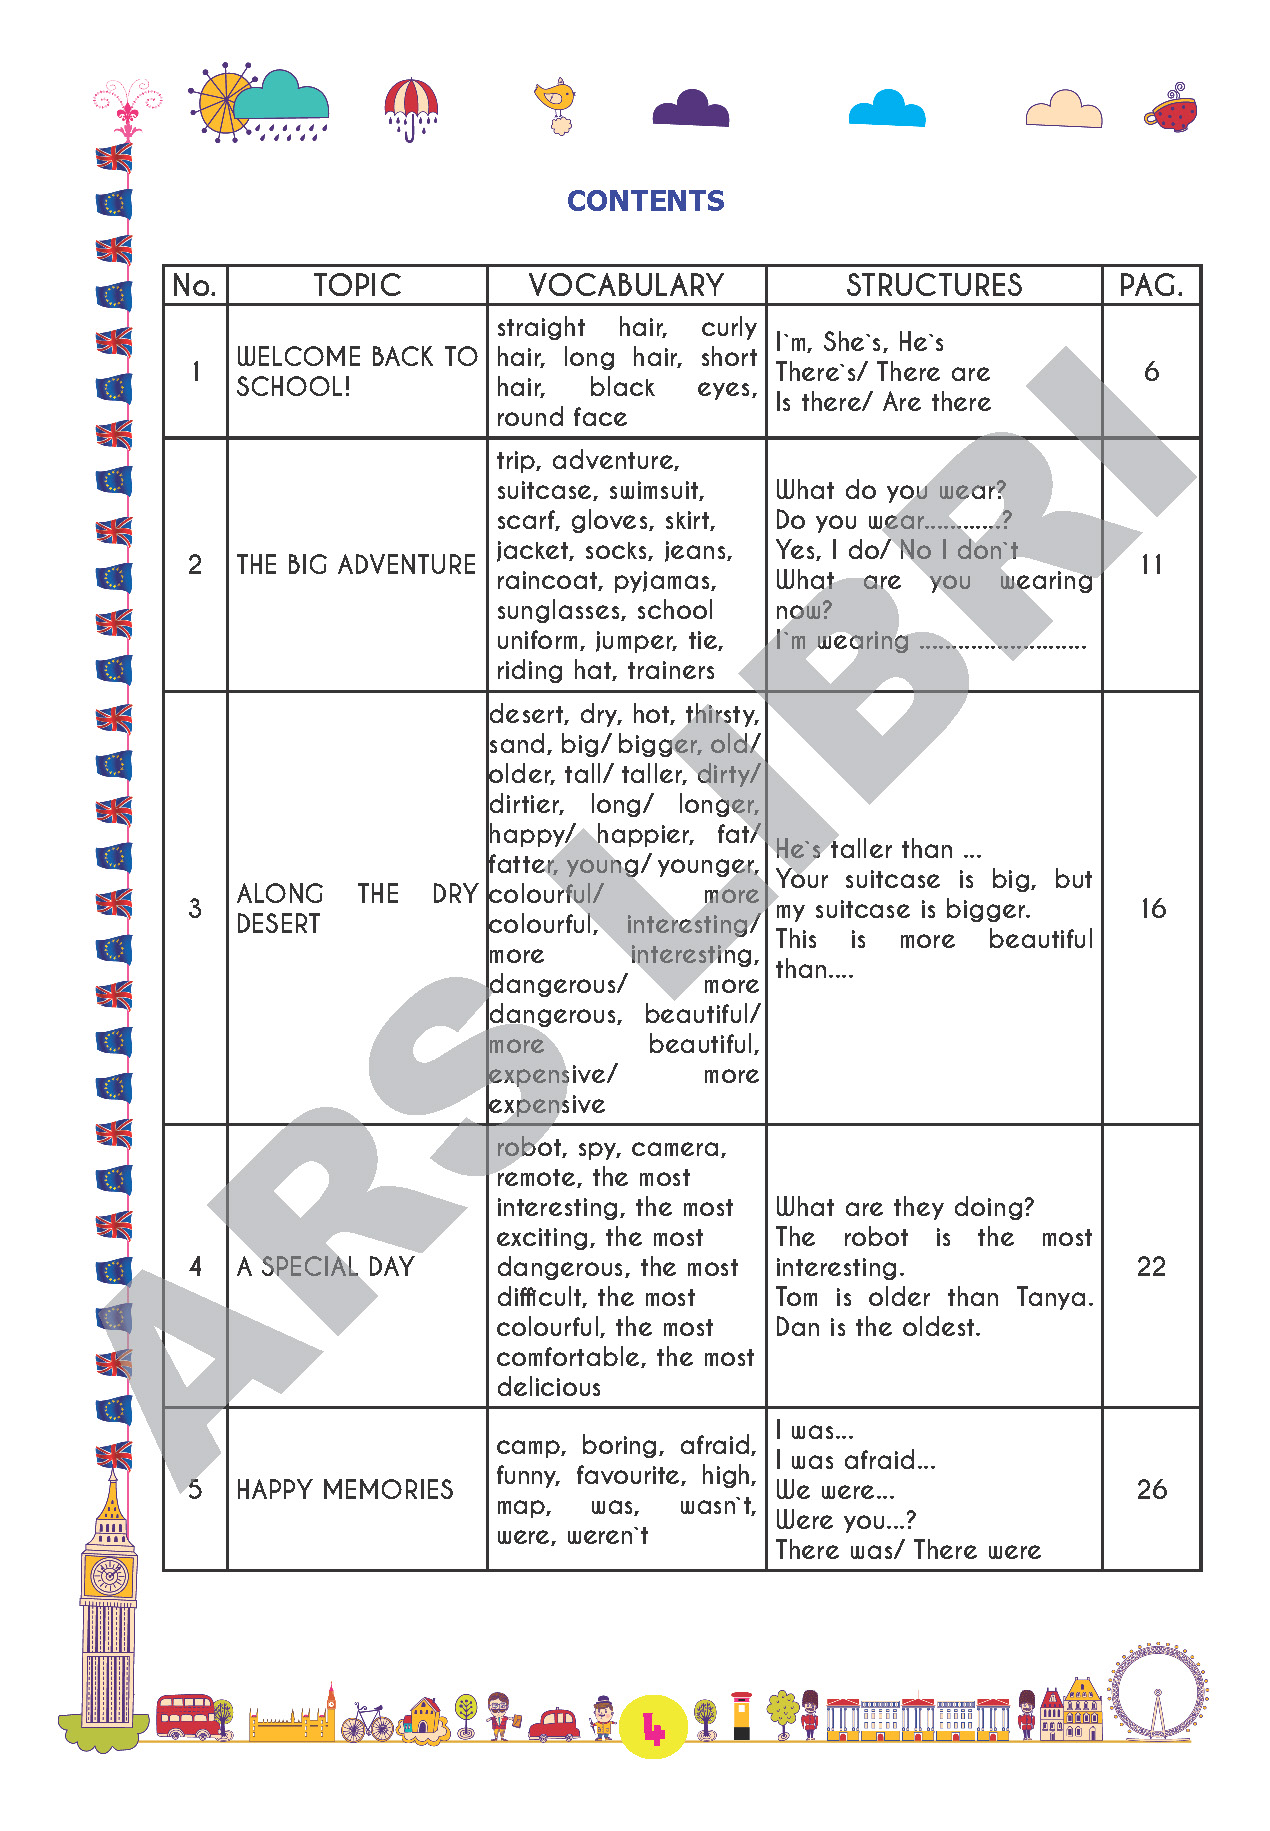 CONTENTS
No. TOPIC VOCABULARY STRUCTURES PAG.
1
WELCOME BACK TO
SCHOOL!
straight hair, curly
hair, long hair, short
hair, black eyes,
round face
I`m, She`s, He`s
There`s/ There are
Is there/ Are there
6
2
THE BIG ADVENTURE
trip, adventure,
suitcase, swimsuit,
scarf, gloves, skirt,
jacket, socks, jeans,
raincoat, pyjamas,
sunglasses, school
uniform, jumper, tie,
riding hat, trainers
What do you wear?
Do you wear............?
Yes, I do/ No I don`t
What are you wearing
now?
I`m wearing ..........................
11
3
ALONG THE DRY
DESERT
desert, dry, hot, thirsty,
sand, big/ bigger, old/
older, tall/ taller, dirty/
dirtier, long/ longer,
happy/ happier, fat/
fatter, young/ younger,
colourful/ more
colourful, interesting/
more interesting,
dangerous/ more
dangerous, beautiful/
more beautiful,
expensive/ more
expensive
He`s taller than ...
Your suitcase is big, but
my suitcase is bigger.
This is more beautiful
than....
16
4
A SPECIAL DAY
robot, spy, camera,
remote, the most
interesting, the most
exciting, the most
dangerous, the most
difficult, the most
colourful, the most
comfortable, the most
delicious
What are they doing?
The robot is the most
interesting.
Tom is older than Tanya.
Dan is the oldest.
22
5
HAPPY MEMORIES
camp, boring, afraid,
funny, favourite, high,
map, was, wasn`t,
were, weren`t
I was...
I was afraid...
We were...
Were you...?
There was/ There were
26
ARS LIBRI
4